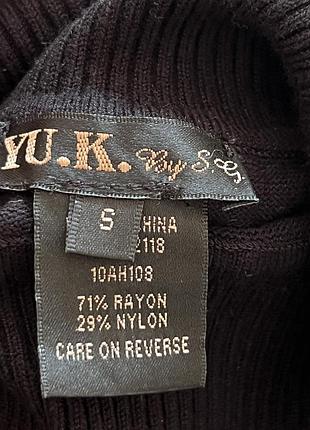 YU.K. By S.G
S
HINA
2118
10AH108
71% RAYON
29% NYLON
CARE ON REVERSE